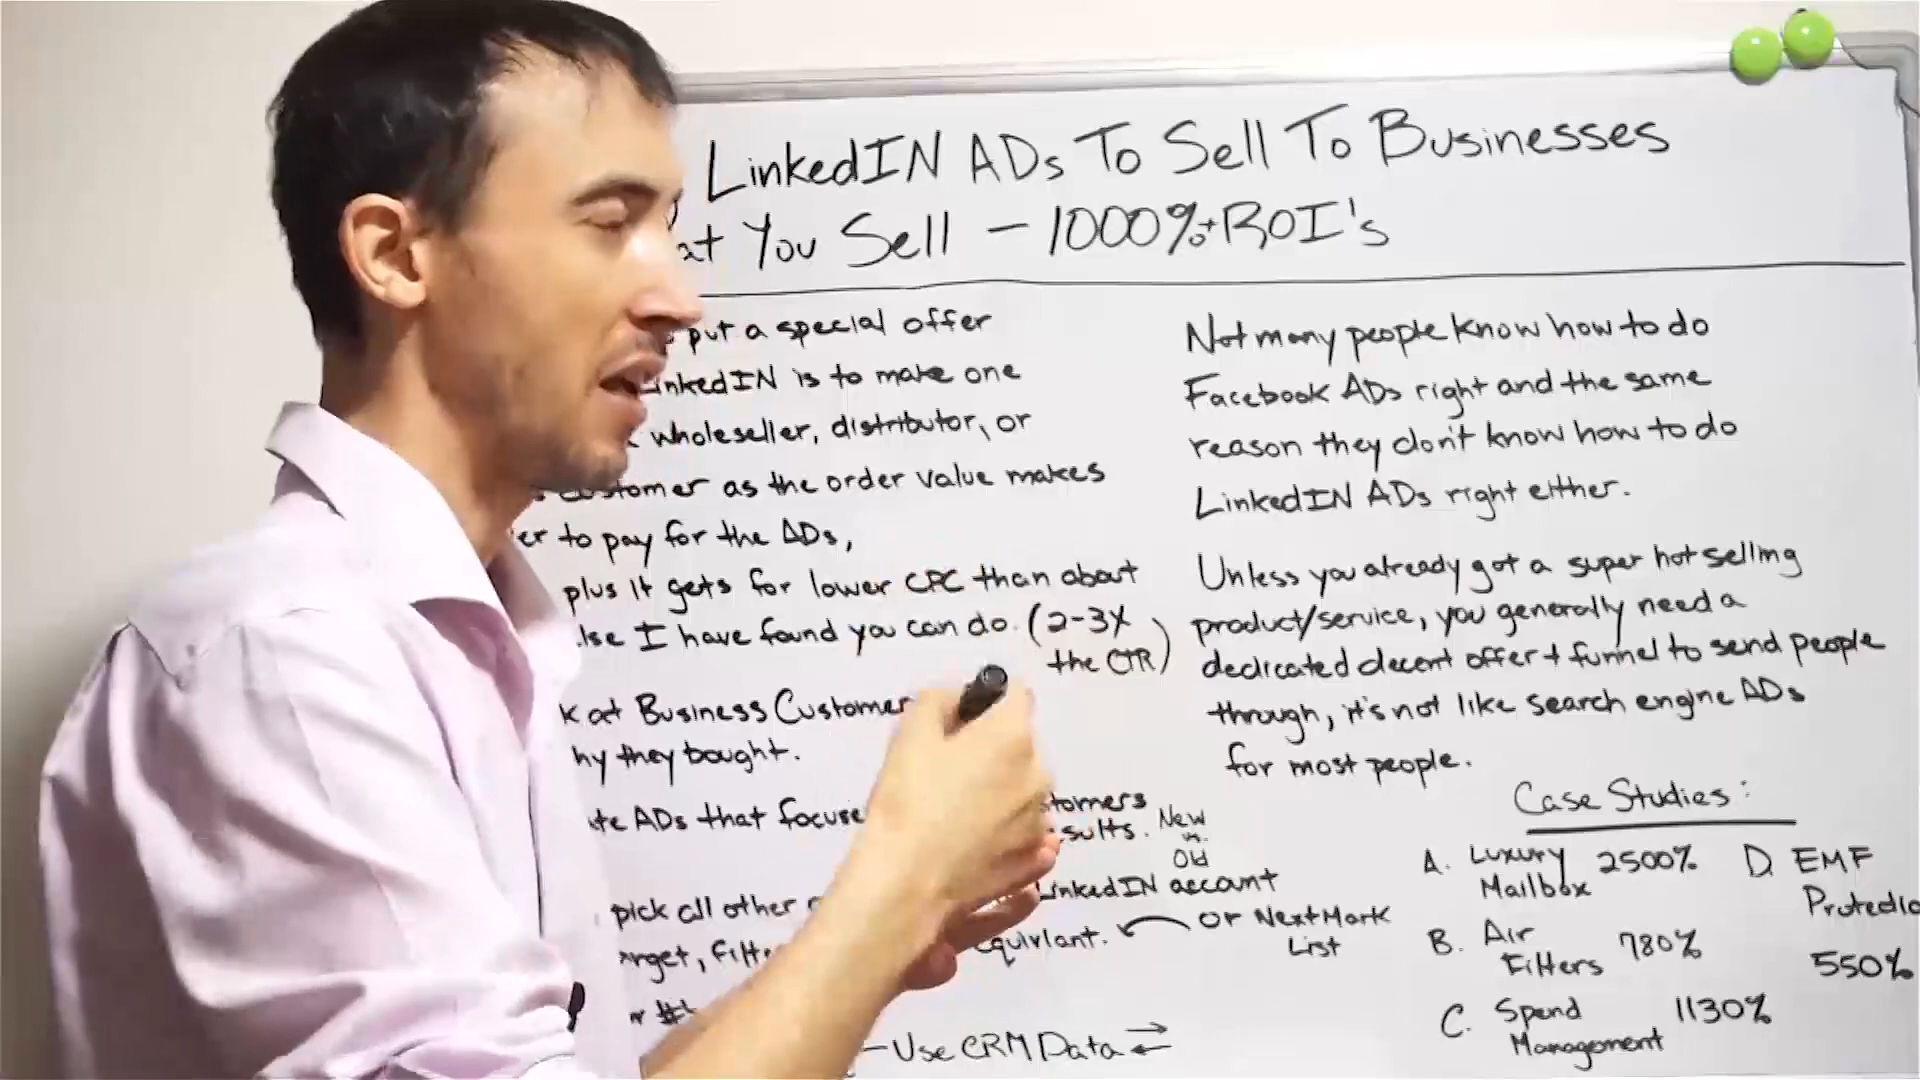 LinkedIN ADs To Sell To Businesses
at You Sell - 1000%+ ROI's
put a special offer
inkedIN is to make one
wholeseller, distributor, or
customer as the order value makes
er to pay for the ADs,
plus it gets for lower CPC than about
lse I have found you can do. (2-3X
the CTR)
k at Business Customer
hy they bought.
te ADs that focuse
stomers
sults. New
vs.
Old
pick all other
LinkedIN account
rget, filte
equivlant.
or NextMark
List
- Use CRM Data
Not many people know how to do
Facebook ADs right and the same
reason they don't know how to do
LinkedIN ADs right either.
Unless you already got a super hot selling
product/service, you generally need a
dedicated decent offer + funnel to send people
through, it's not like search engine ADs
for most people.
Case Studies:
A. Luxury Mailbox 2500%
B. Air Filters 780%
C. Spend Management 1130%
D. EMF Protectio
550%